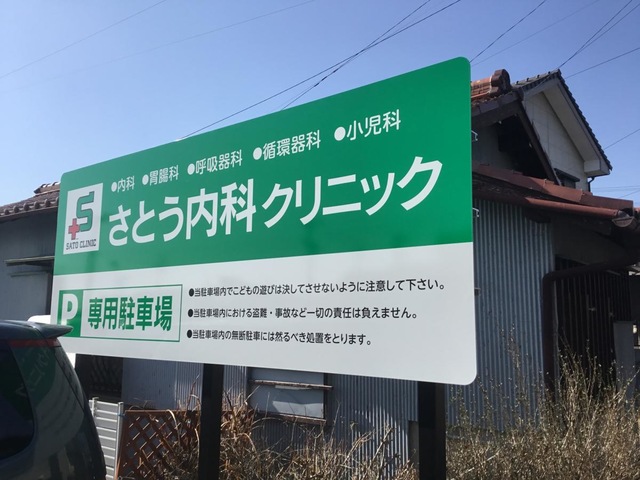 ●内科 ●胃腸科 ●呼吸器科 ●循環器科 ●小児科
S
SATO CLINIC
さとう内科クリニック
P 専用駐車場
●当駐車場内でこどもの遊びは決してさせないように注意して下さい。
●当駐車場内における盗難・事故など一切の責任は負えません。
●当駐車場内の無断駐車には然るべき処置をとります。